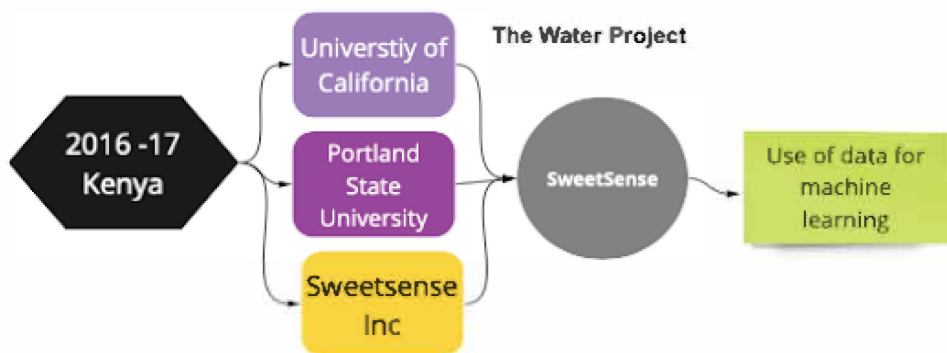 The Water Project
2016 -17
Kenya
Universtiy of
California
Portland
State
University
Sweetsense
Inc
SweetSense
Use of data for
machine
learning